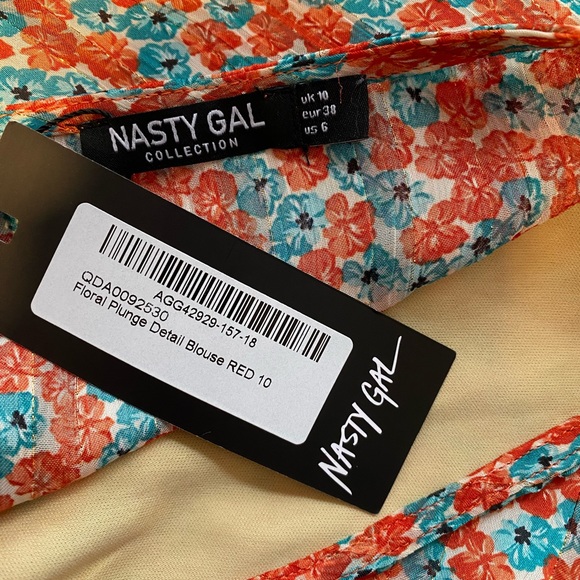 NASTY GAL
COLLECTION
uk 10
eur 38
us 6
AGG42929-157-18
QDA0092530
Floral Plunge Detail Blouse RED 10
NASTY GAL